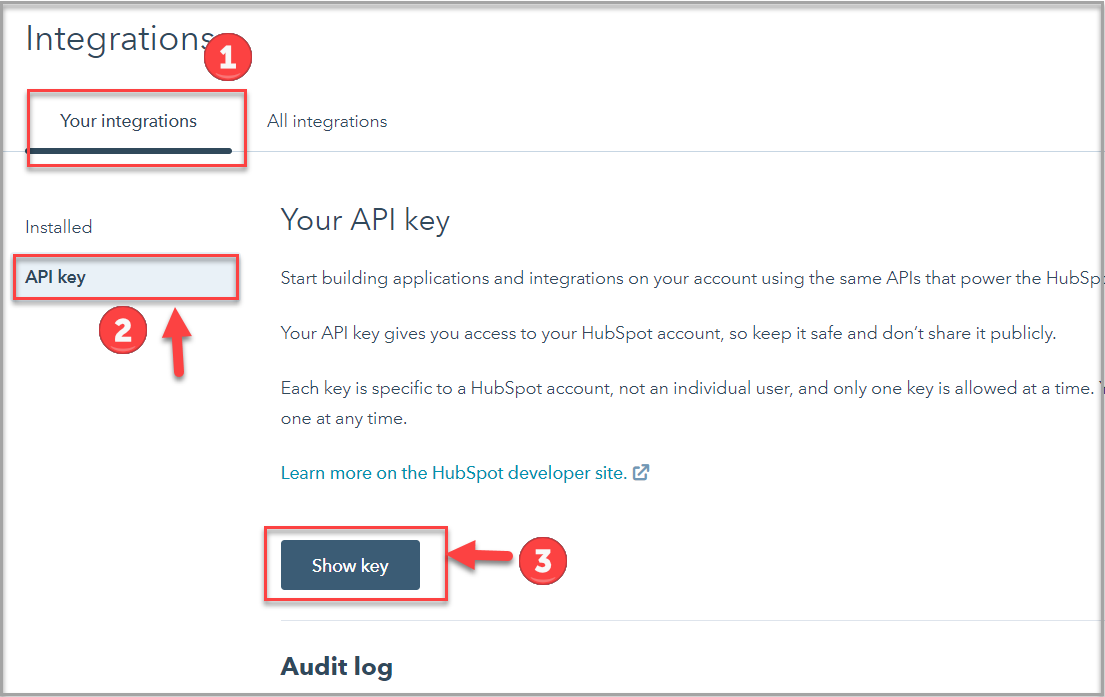 Integrations
1
Your integrations
All integrations
Installed
API key
2
Your API key
Start building applications and integrations on your account using the same APIs that power the HubSpo
Your API key gives you access to your HubSpot account, so keep it safe and don’t share it publicly.
Each key is specific to a HubSpot account, not an individual user, and only one key is allowed at a time.
one at any time.
Learn more on the HubSpot developer site.
Show key
3
Audit log